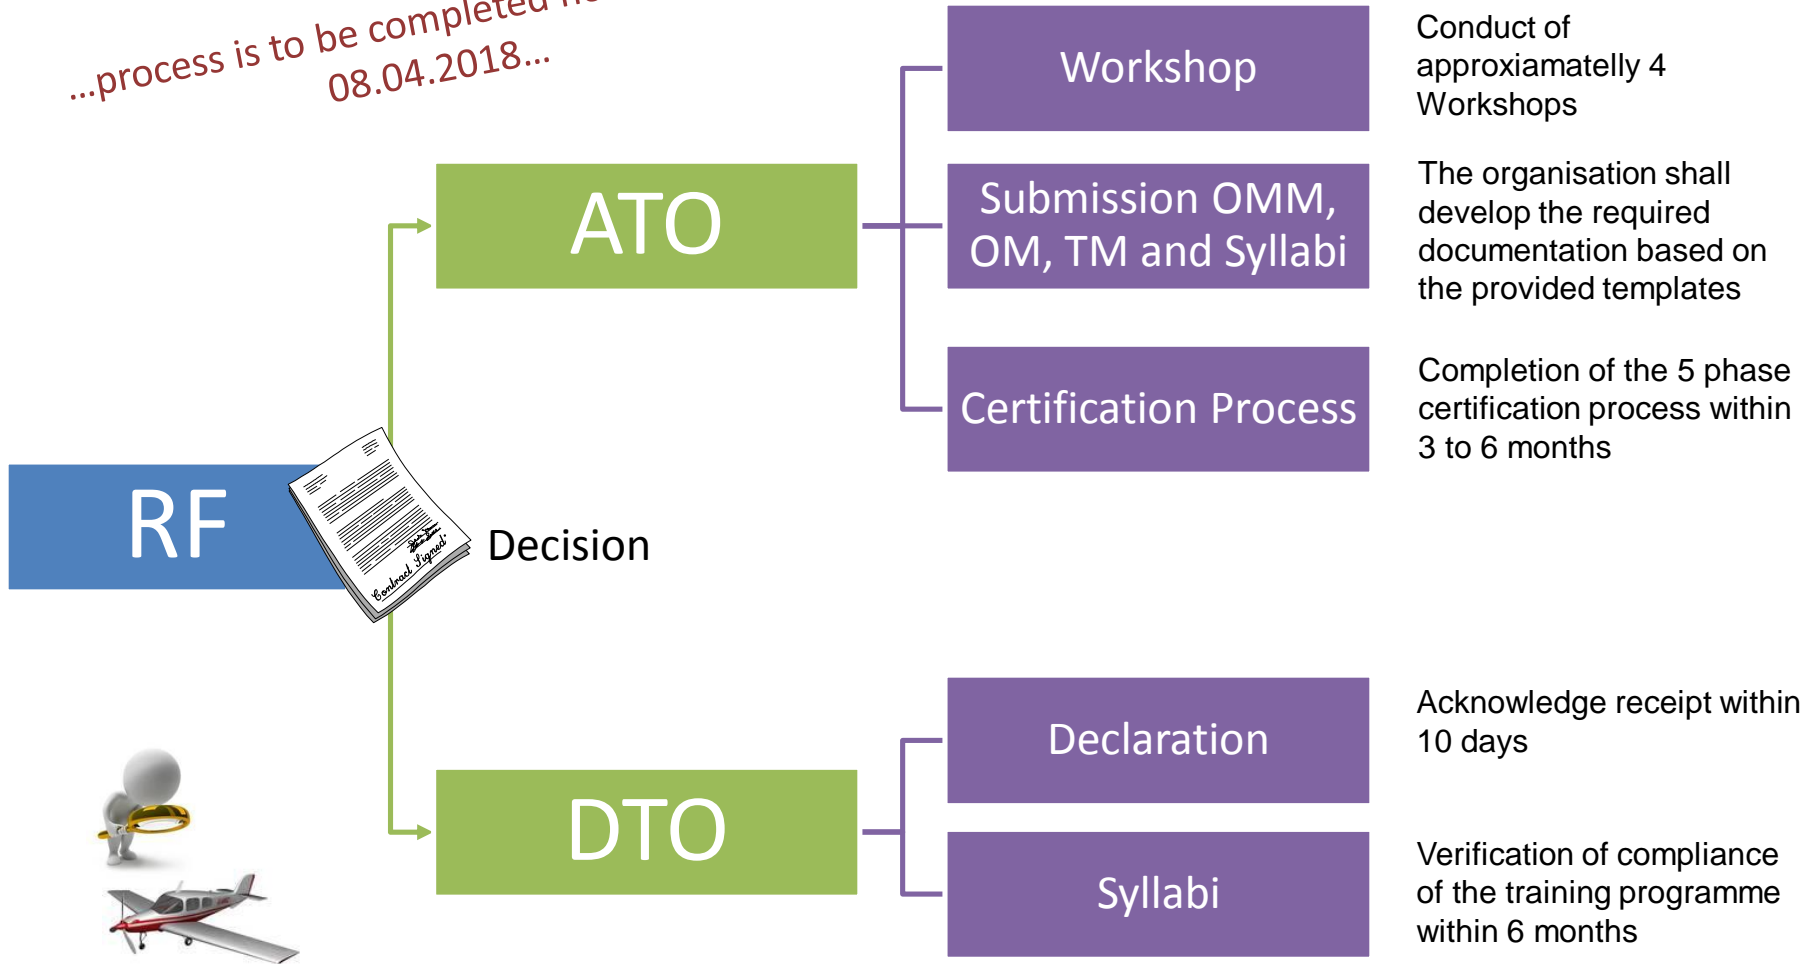 ...process is to be completed
08.04.2018...
Workshop
Conduct of
approxiamatelly 4
Workshops
ATO
Submission OMM,
OM, TM and Syllabi
The organisation shall
develop the required
documentation based on
the provided templates
Certification Process
Completion of the 5 phase
certification process within
3 to 6 months
RF
Contract Signed
Decision
Declaration
Acknowledge receipt within
10 days
DTO
Syllabi
Verification of compliance
of the training programme
within 6 months